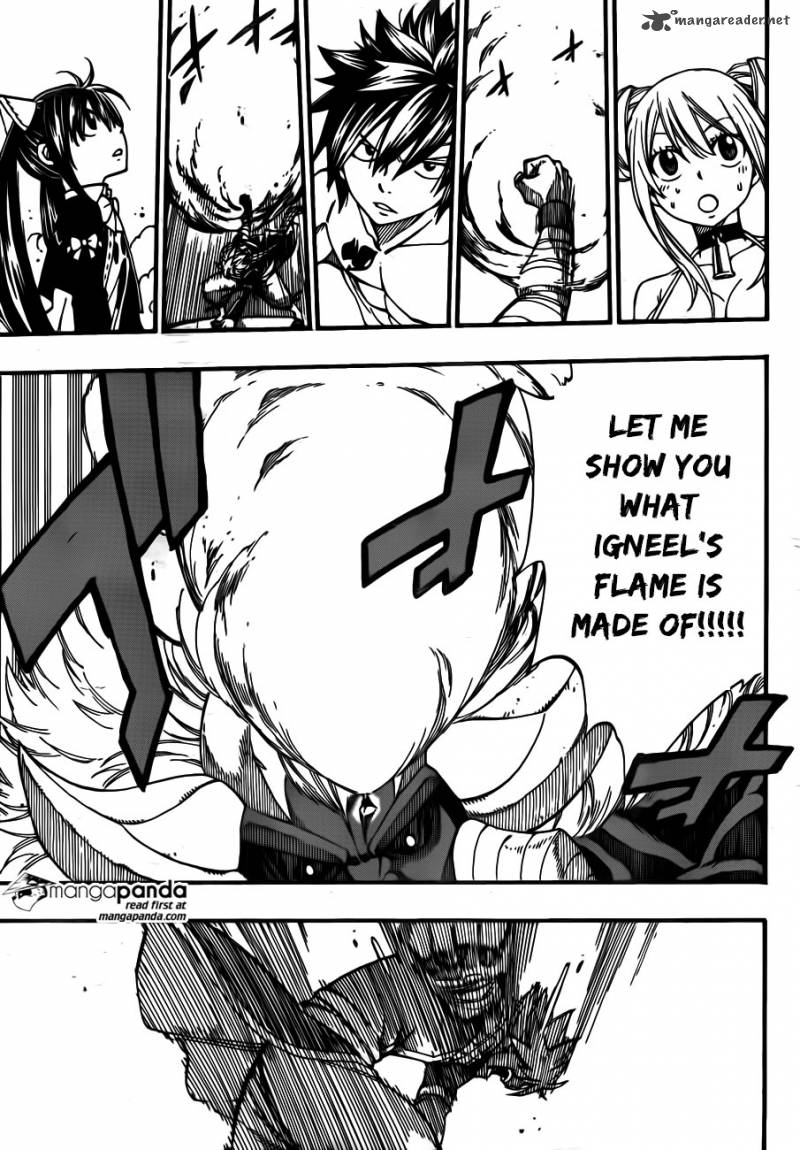 mangareader.net
LET ME
SHOW YOU
WHAT
IGNEEL'S
FLAME IS
MADE OF!!!!!
mangapanda
read first at
mangapanda.com